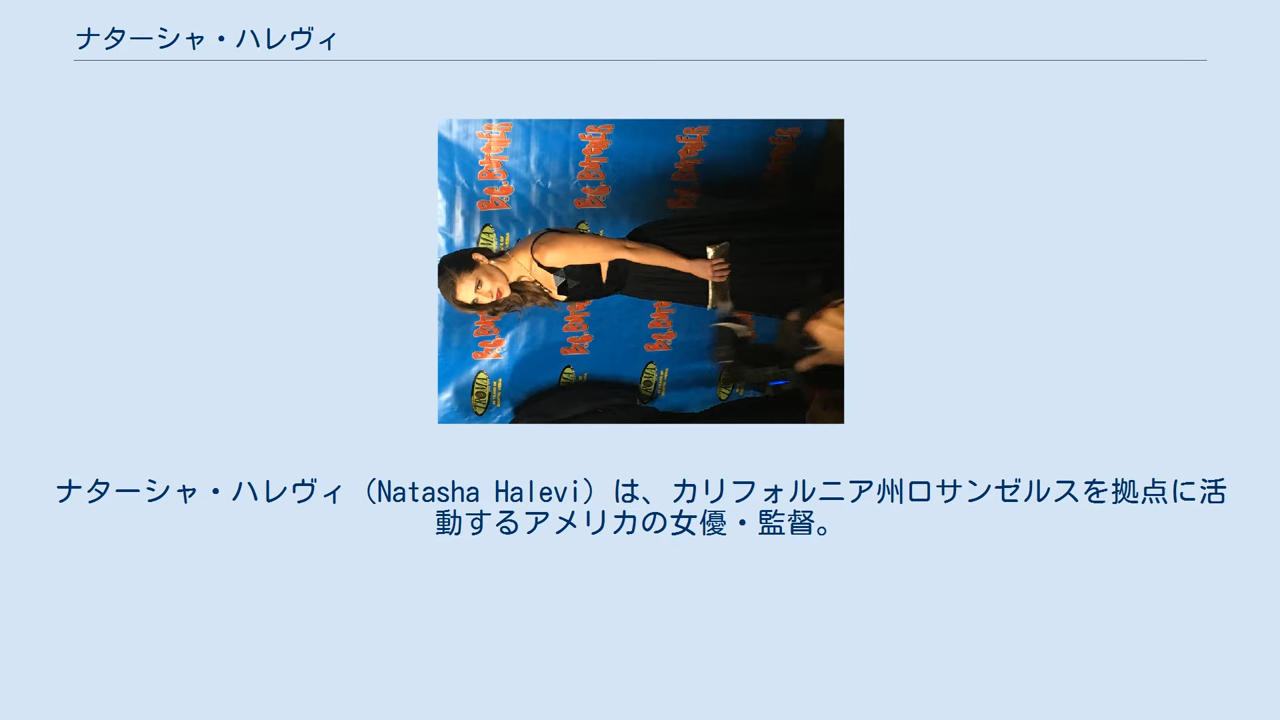 ナターシャ・ハレヴィ
TROMA
ナターシャ・ハレヴィ（Natasha Halevi）は、カリフォルニア州ロサンゼルスを拠点に活
動するアメリカの女優・監督。